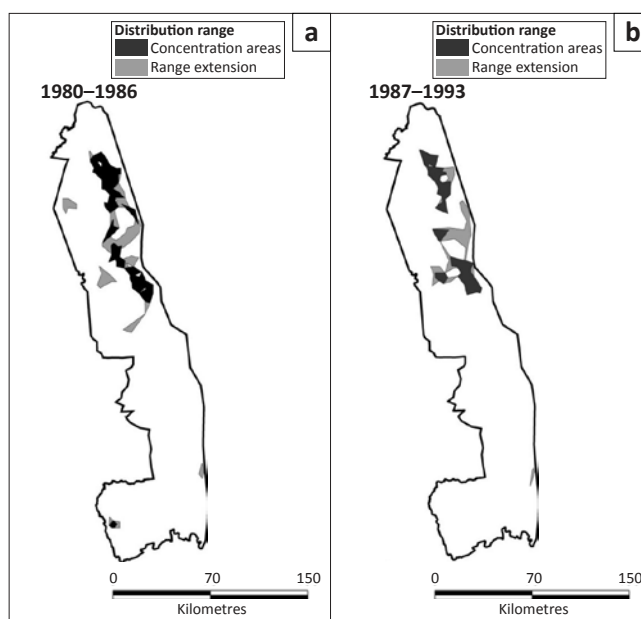 Distribution range
Concentration areas
Range extension
a
1980–1986
0 70 150
Kilometres
Distribution range
Concentration areas
Range extension
b
1987–1993
0 70 150
Kilometres